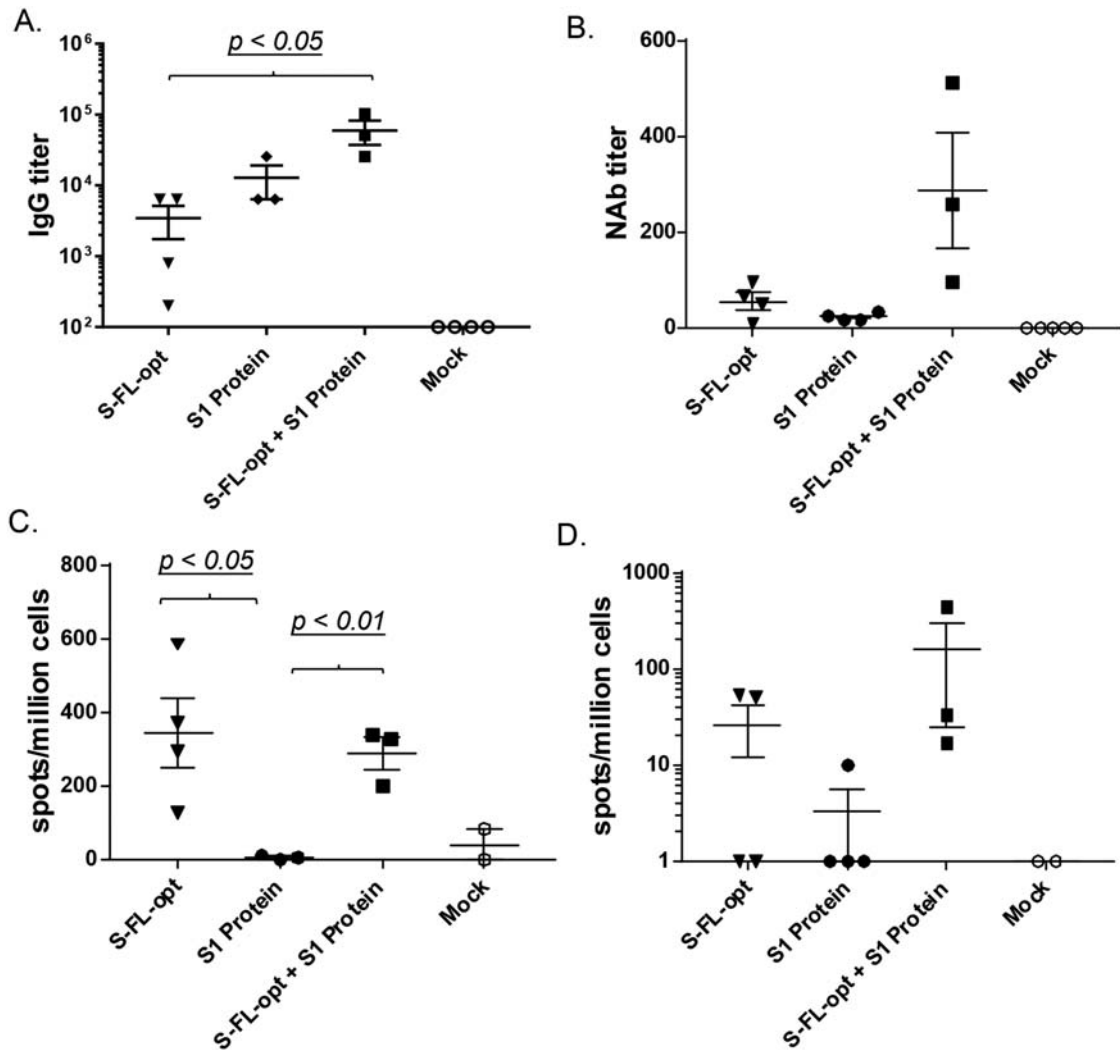 A.
p < 0.05
IgG titer
10⁶
10⁵
10⁴
10³
10²
S-FL-opt
S1 Protein
S-FL-opt + S1 Protein
Mock
B.
NAb titer
600
400
200
0
S-FL-opt
S1 Protein
S-FL-opt + S1 Protein
Mock
C.
p < 0.05
p < 0.01
spots/million cells
800
600
400
200
0
S-FL-opt
S1 Protein
S-FL-opt + S1 Protein
Mock
D.
spots/million cells
1000
100
10
1
S-FL-opt
S1 Protein
S-FL-opt + S1 Protein
Mock